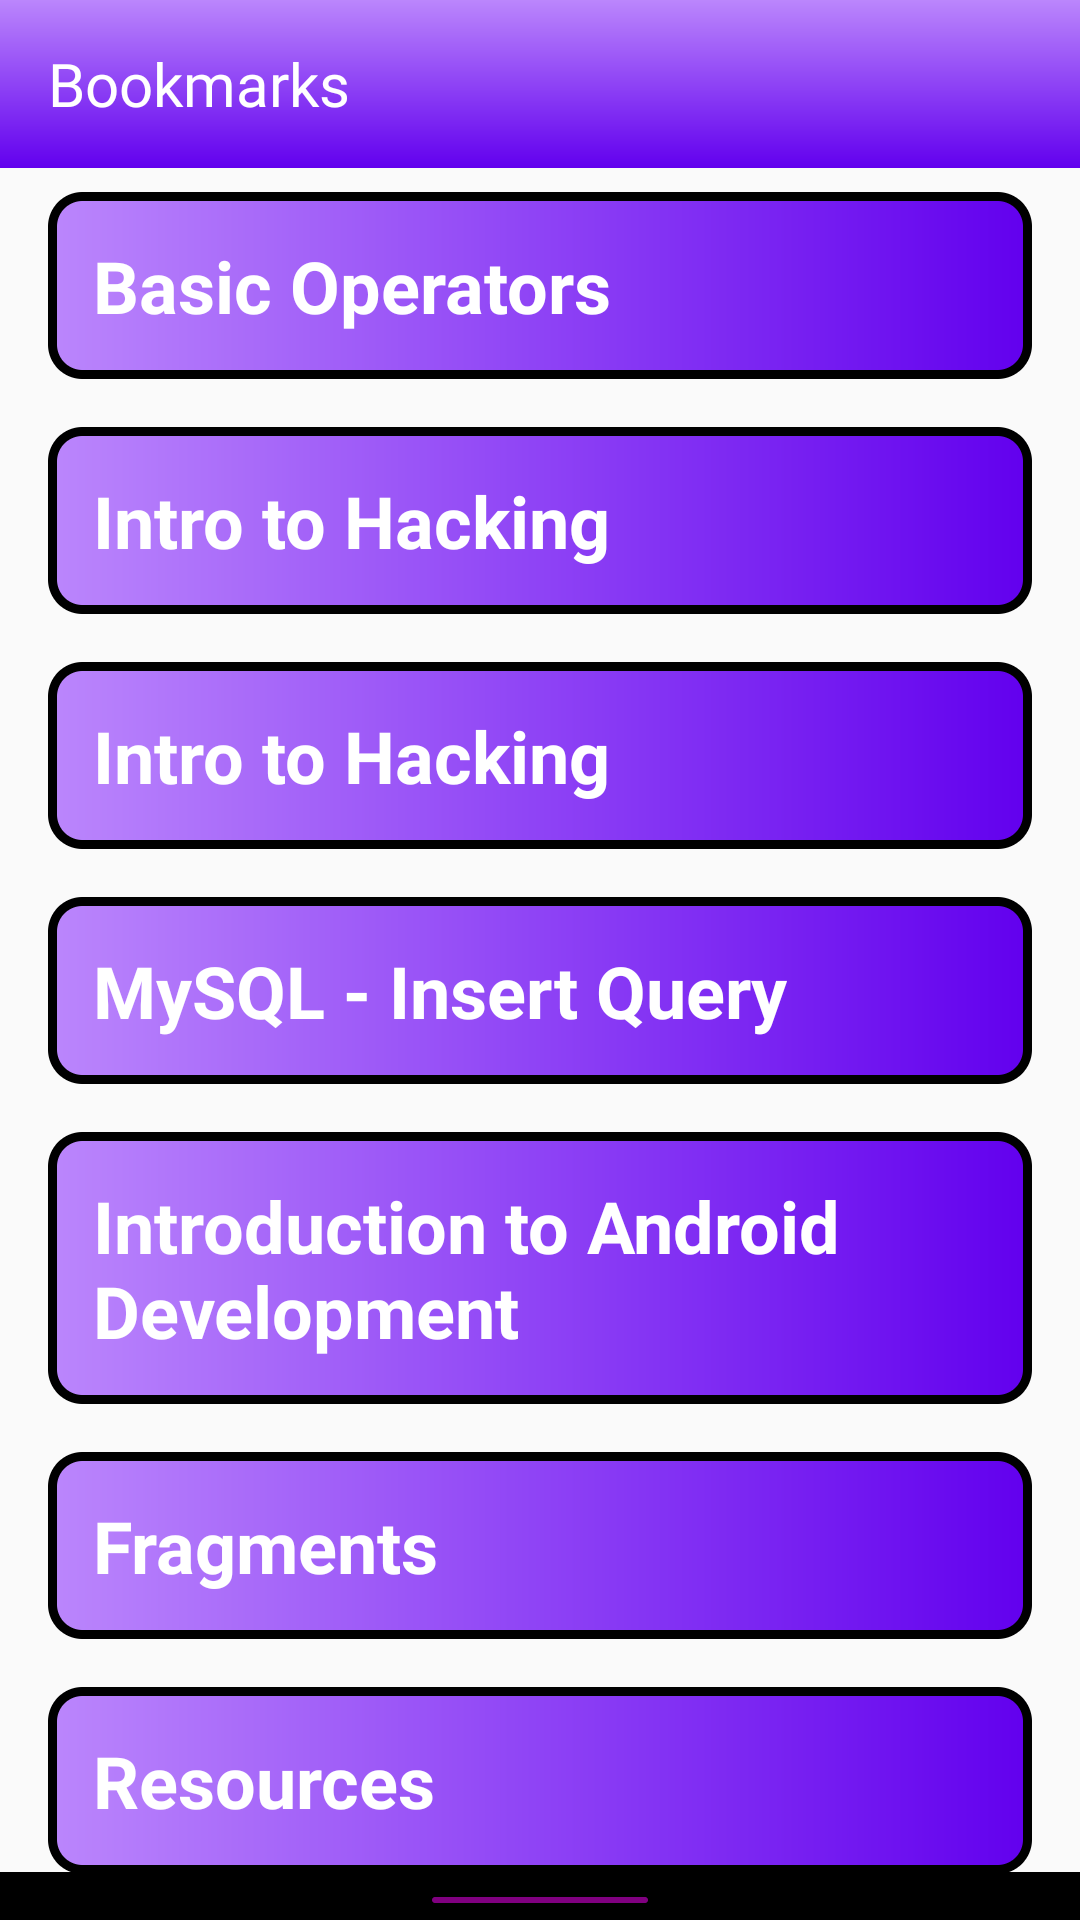 Bookmarks
Basic Operators
Intro to Hacking
Intro to Hacking
MySQL - Insert Query
Introduction to Android
Development
Fragments
Resources